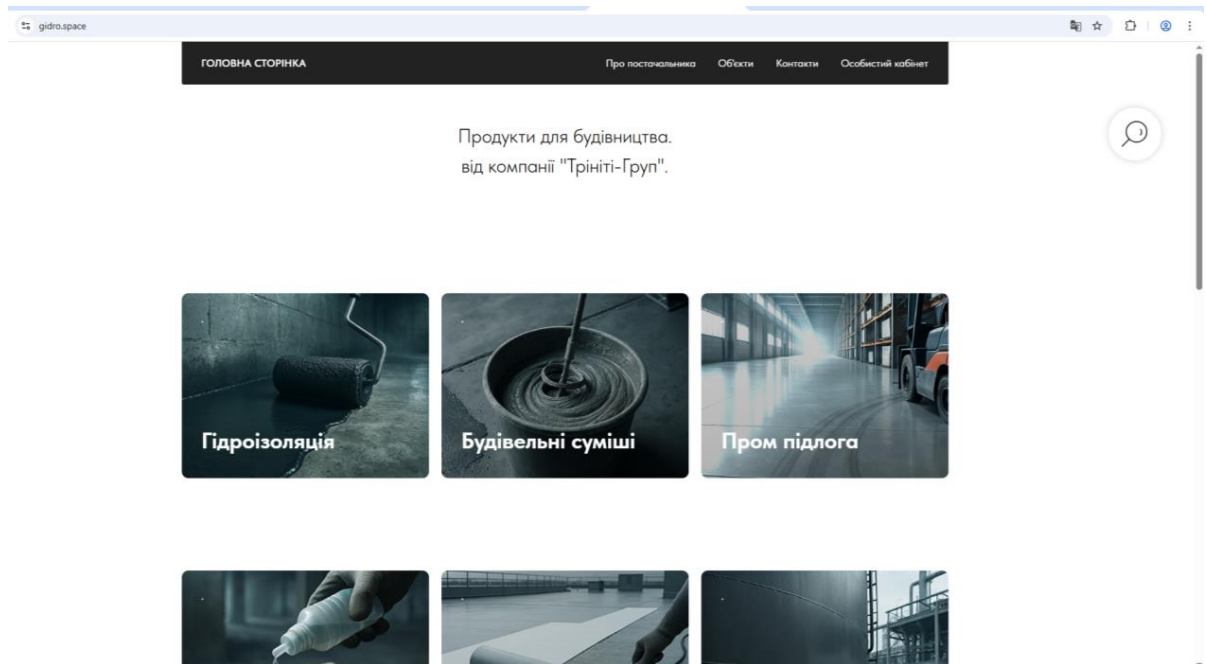 gidro.space
ГОЛОВНА СТОРІНКА
Про постачальника Об'єкти Контакти Особистий кабінет
Продукти для будівництва.
від компанії "Трініті-Груп".
Гідроізоляція
Будівельні суміші
Пром підлога